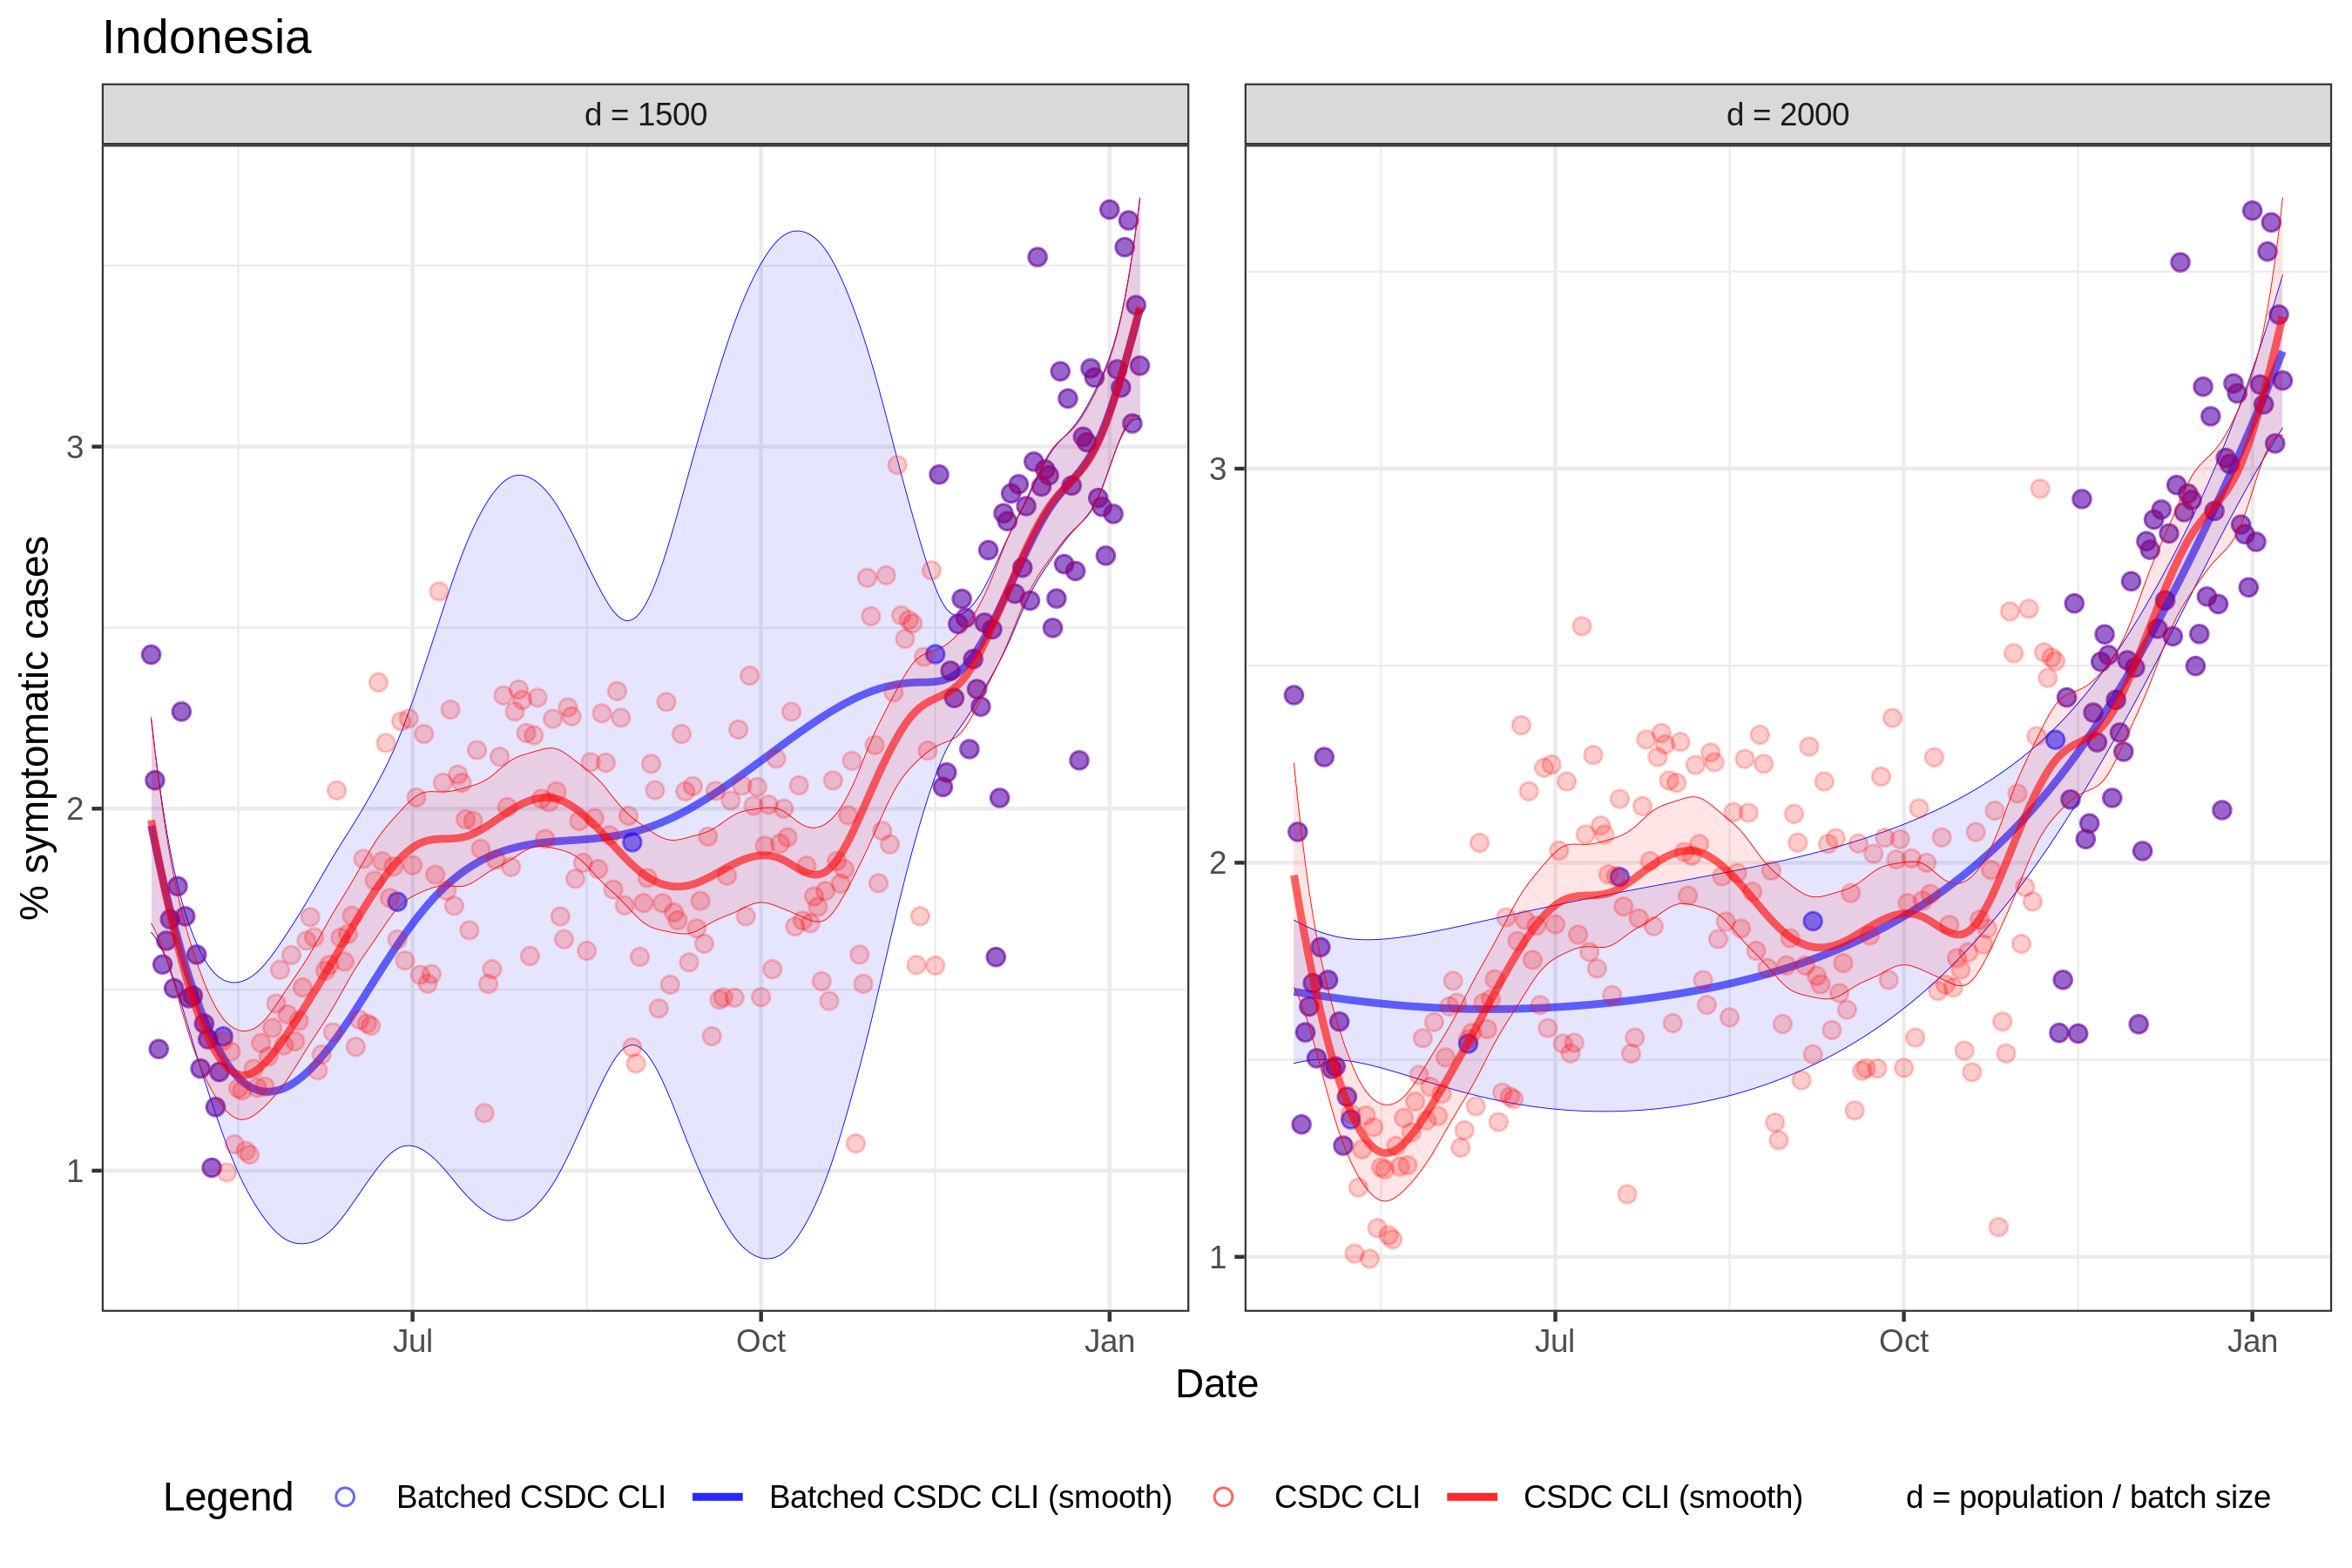 Indonesia
d = 1500
d = 2000
% symptomatic cases
3
2
1
3
2
1
Jul
Oct
Jan
Jul
Oct
Jan
Date
Legend
Batched CSDC CLI
Batched CSDC CLI (smooth)
CSDC CLI
CSDC CLI (smooth)
d = population / batch size